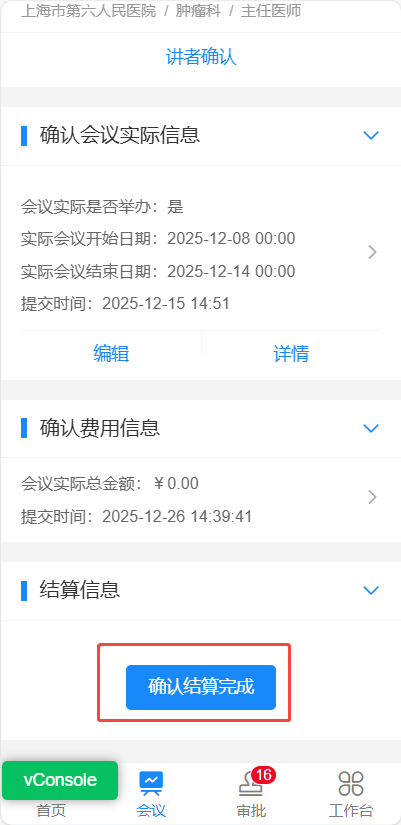 上海市第六人民医院 / 肿瘤科 / 主任医师
讲者确认
确认会议实际信息
会议实际是否举办：是
实际会议开始日期：2025-12-08 00:00
实际会议结束日期：2025-12-14 00:00
提交时间：2025-12-15 14:51
编辑
详情
确认费用信息
会议实际总金额：￥0.00
提交时间：2025-12-26 14:39:41
结算信息
确认结算完成
vConsole
16
首页
会议
审批
工作台